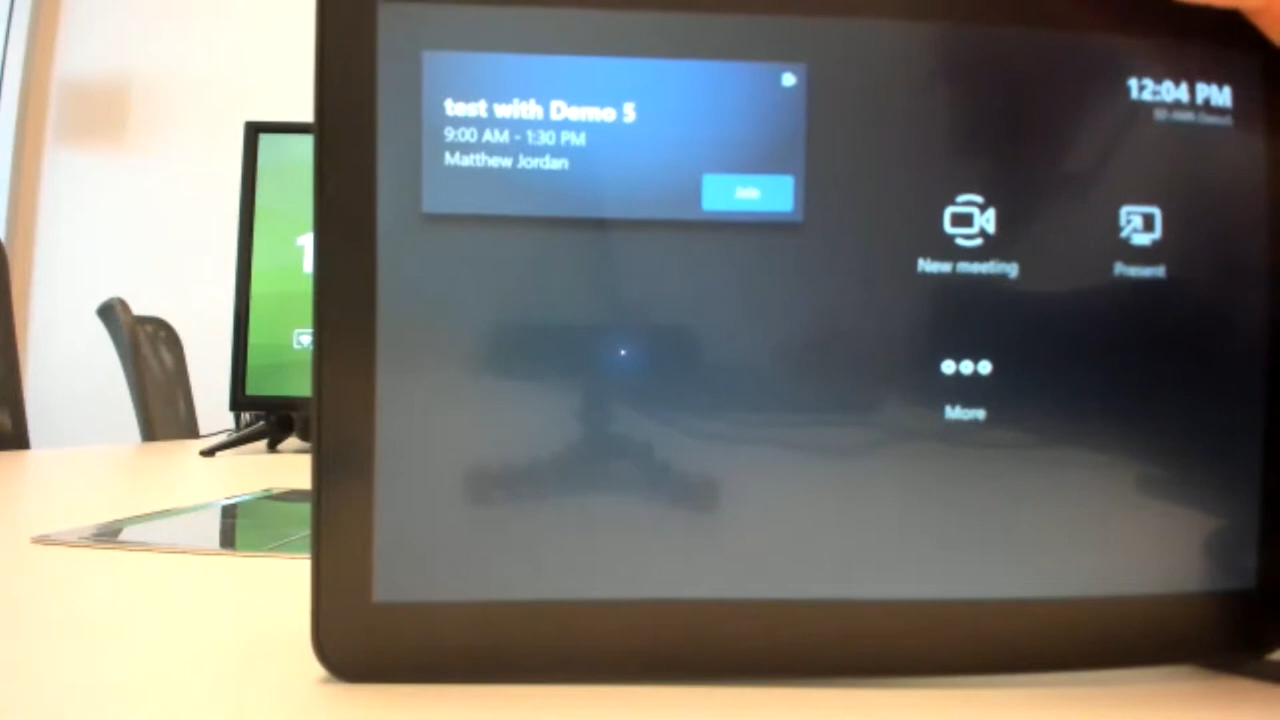 test with Demo 5
9:00 AM - 1:30 PM
Matthew Jordan
Join
12:04 PM
New meeting
Present
More